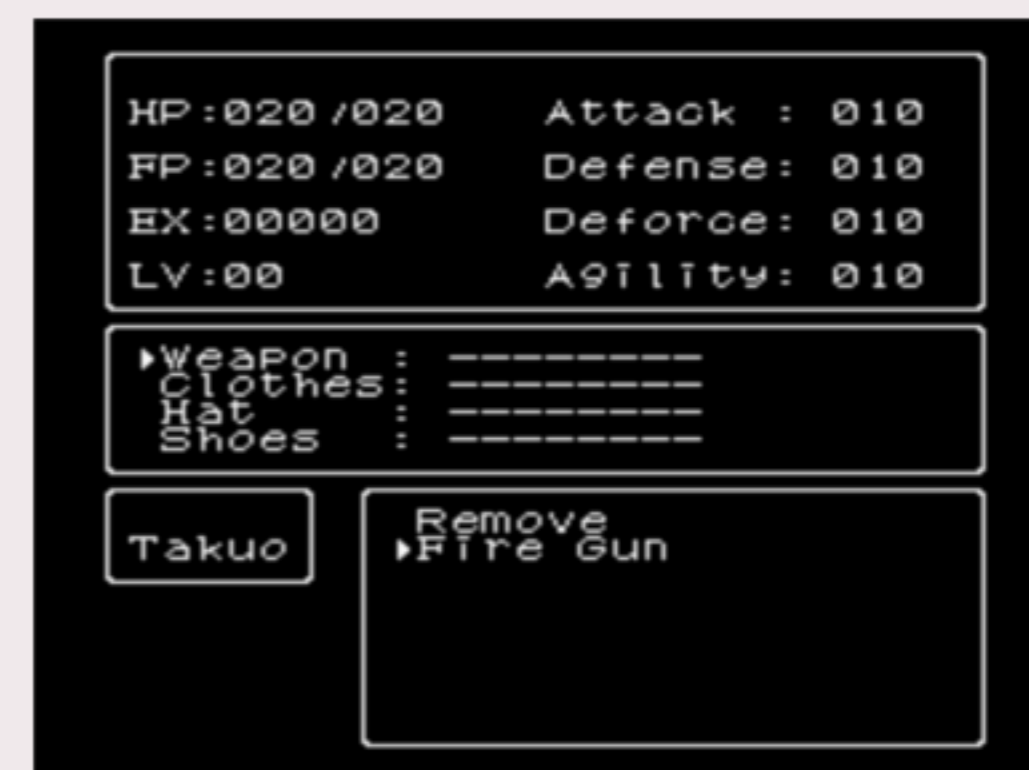 HP:020/020 Attack : 010
FP:020/020 Defense: 010
EX:00000 Deforce: 010
LV:00 Agility: 010
▶Weapon : --------
Clothes: --------
Hat : --------
Shoes : --------
Takuo
Remove
▶Fire Gun